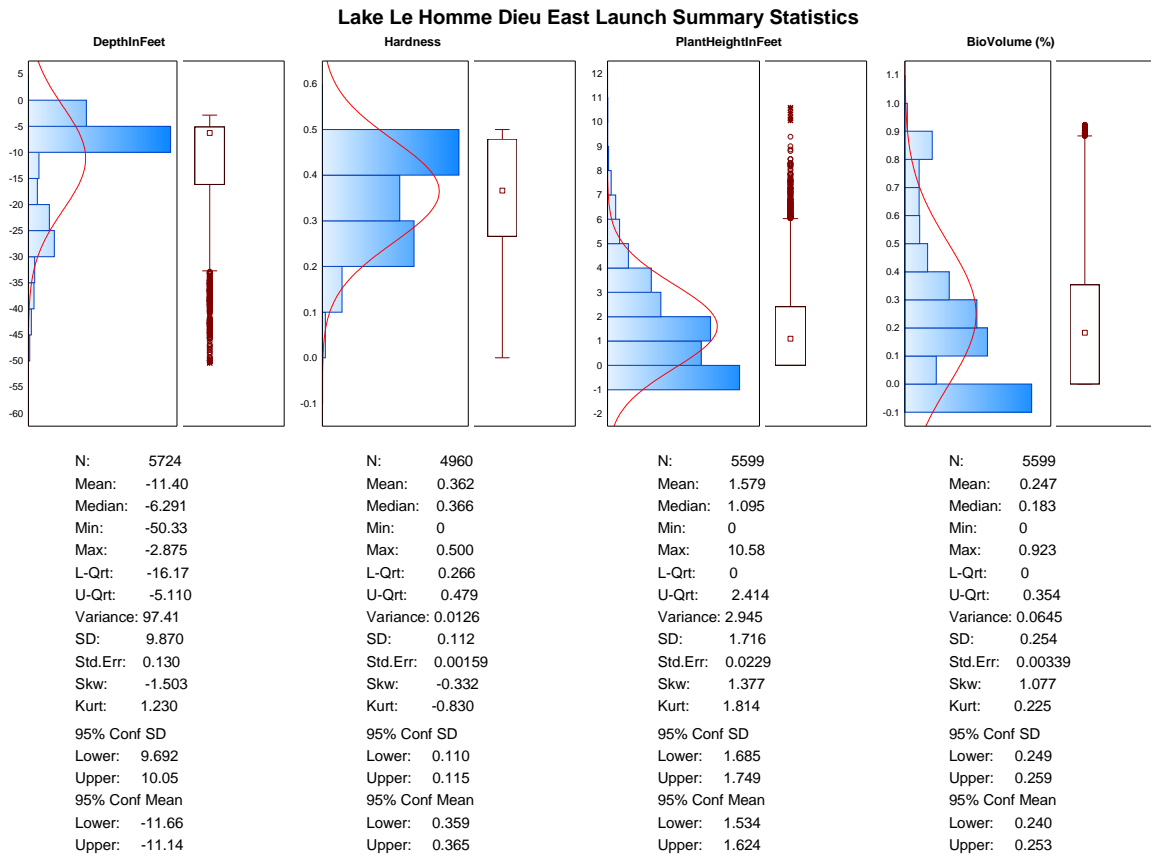 Lake Le Homme Dieu East Launch Summary Statistics
DepthInFeet
5
0
-5
-10
-15
-20
-25
-30
-35
-40
-45
-50
-55
-60
N: 5724
Mean: -11.40
Median: -6.291
Min: -50.33
Max: -2.875
L-Qrt: -16.17
U-Qrt: -5.110
Variance: 97.41
SD: 9.870
Std.Err: 0.130
Skw: -1.503
Kurt: 1.230
95% Conf SD
Lower: 9.692
Upper: 10.05
95% Conf Mean
Lower: -11.66
Upper: -11.14
Hardness
0.6
0.5
0.4
0.3
0.2
0.1
0.0
-0.1
N: 4960
Mean: 0.362
Median: 0.366
Min: 0
Max: 0.500
L-Qrt: 0.266
U-Qrt: 0.479
Variance: 0.0126
SD: 0.112
Std.Err: 0.00159
Skw: -0.332
Kurt: -0.830
95% Conf SD
Lower: 0.110
Upper: 0.115
95% Conf Mean
Lower: 0.359
Upper: 0.365
PlantHeightInFeet
12
11
10
9
8
7
6
5
4
3
2
1
0
-1
-2
N: 5599
Mean: 1.579
Median: 1.095
Min: 0
Max: 10.58
L-Qrt: 0
U-Qrt: 2.414
Variance: 2.945
SD: 1.716
Std.Err: 0.0229
Skw: 1.377
Kurt: 1.814
95% Conf SD
Lower: 1.685
Upper: 1.749
95% Conf Mean
Lower: 1.534
Upper: 1.624
BioVolume (%)
1.1
1.0
0.9
0.8
0.7
0.6
0.5
0.4
0.3
0.2
0.1
0.0
-0.1
N: 5599
Mean: 0.247
Median: 0.183
Min: 0
Max: 0.923
L-Qrt: 0
U-Qrt: 0.354
Variance: 0.0645
SD: 0.254
Std.Err: 0.00339
Skw: 1.077
Kurt: 0.225
95% Conf SD
Lower: 0.249
Upper: 0.259
95% Conf Mean
Lower: 0.240
Upper: 0.253